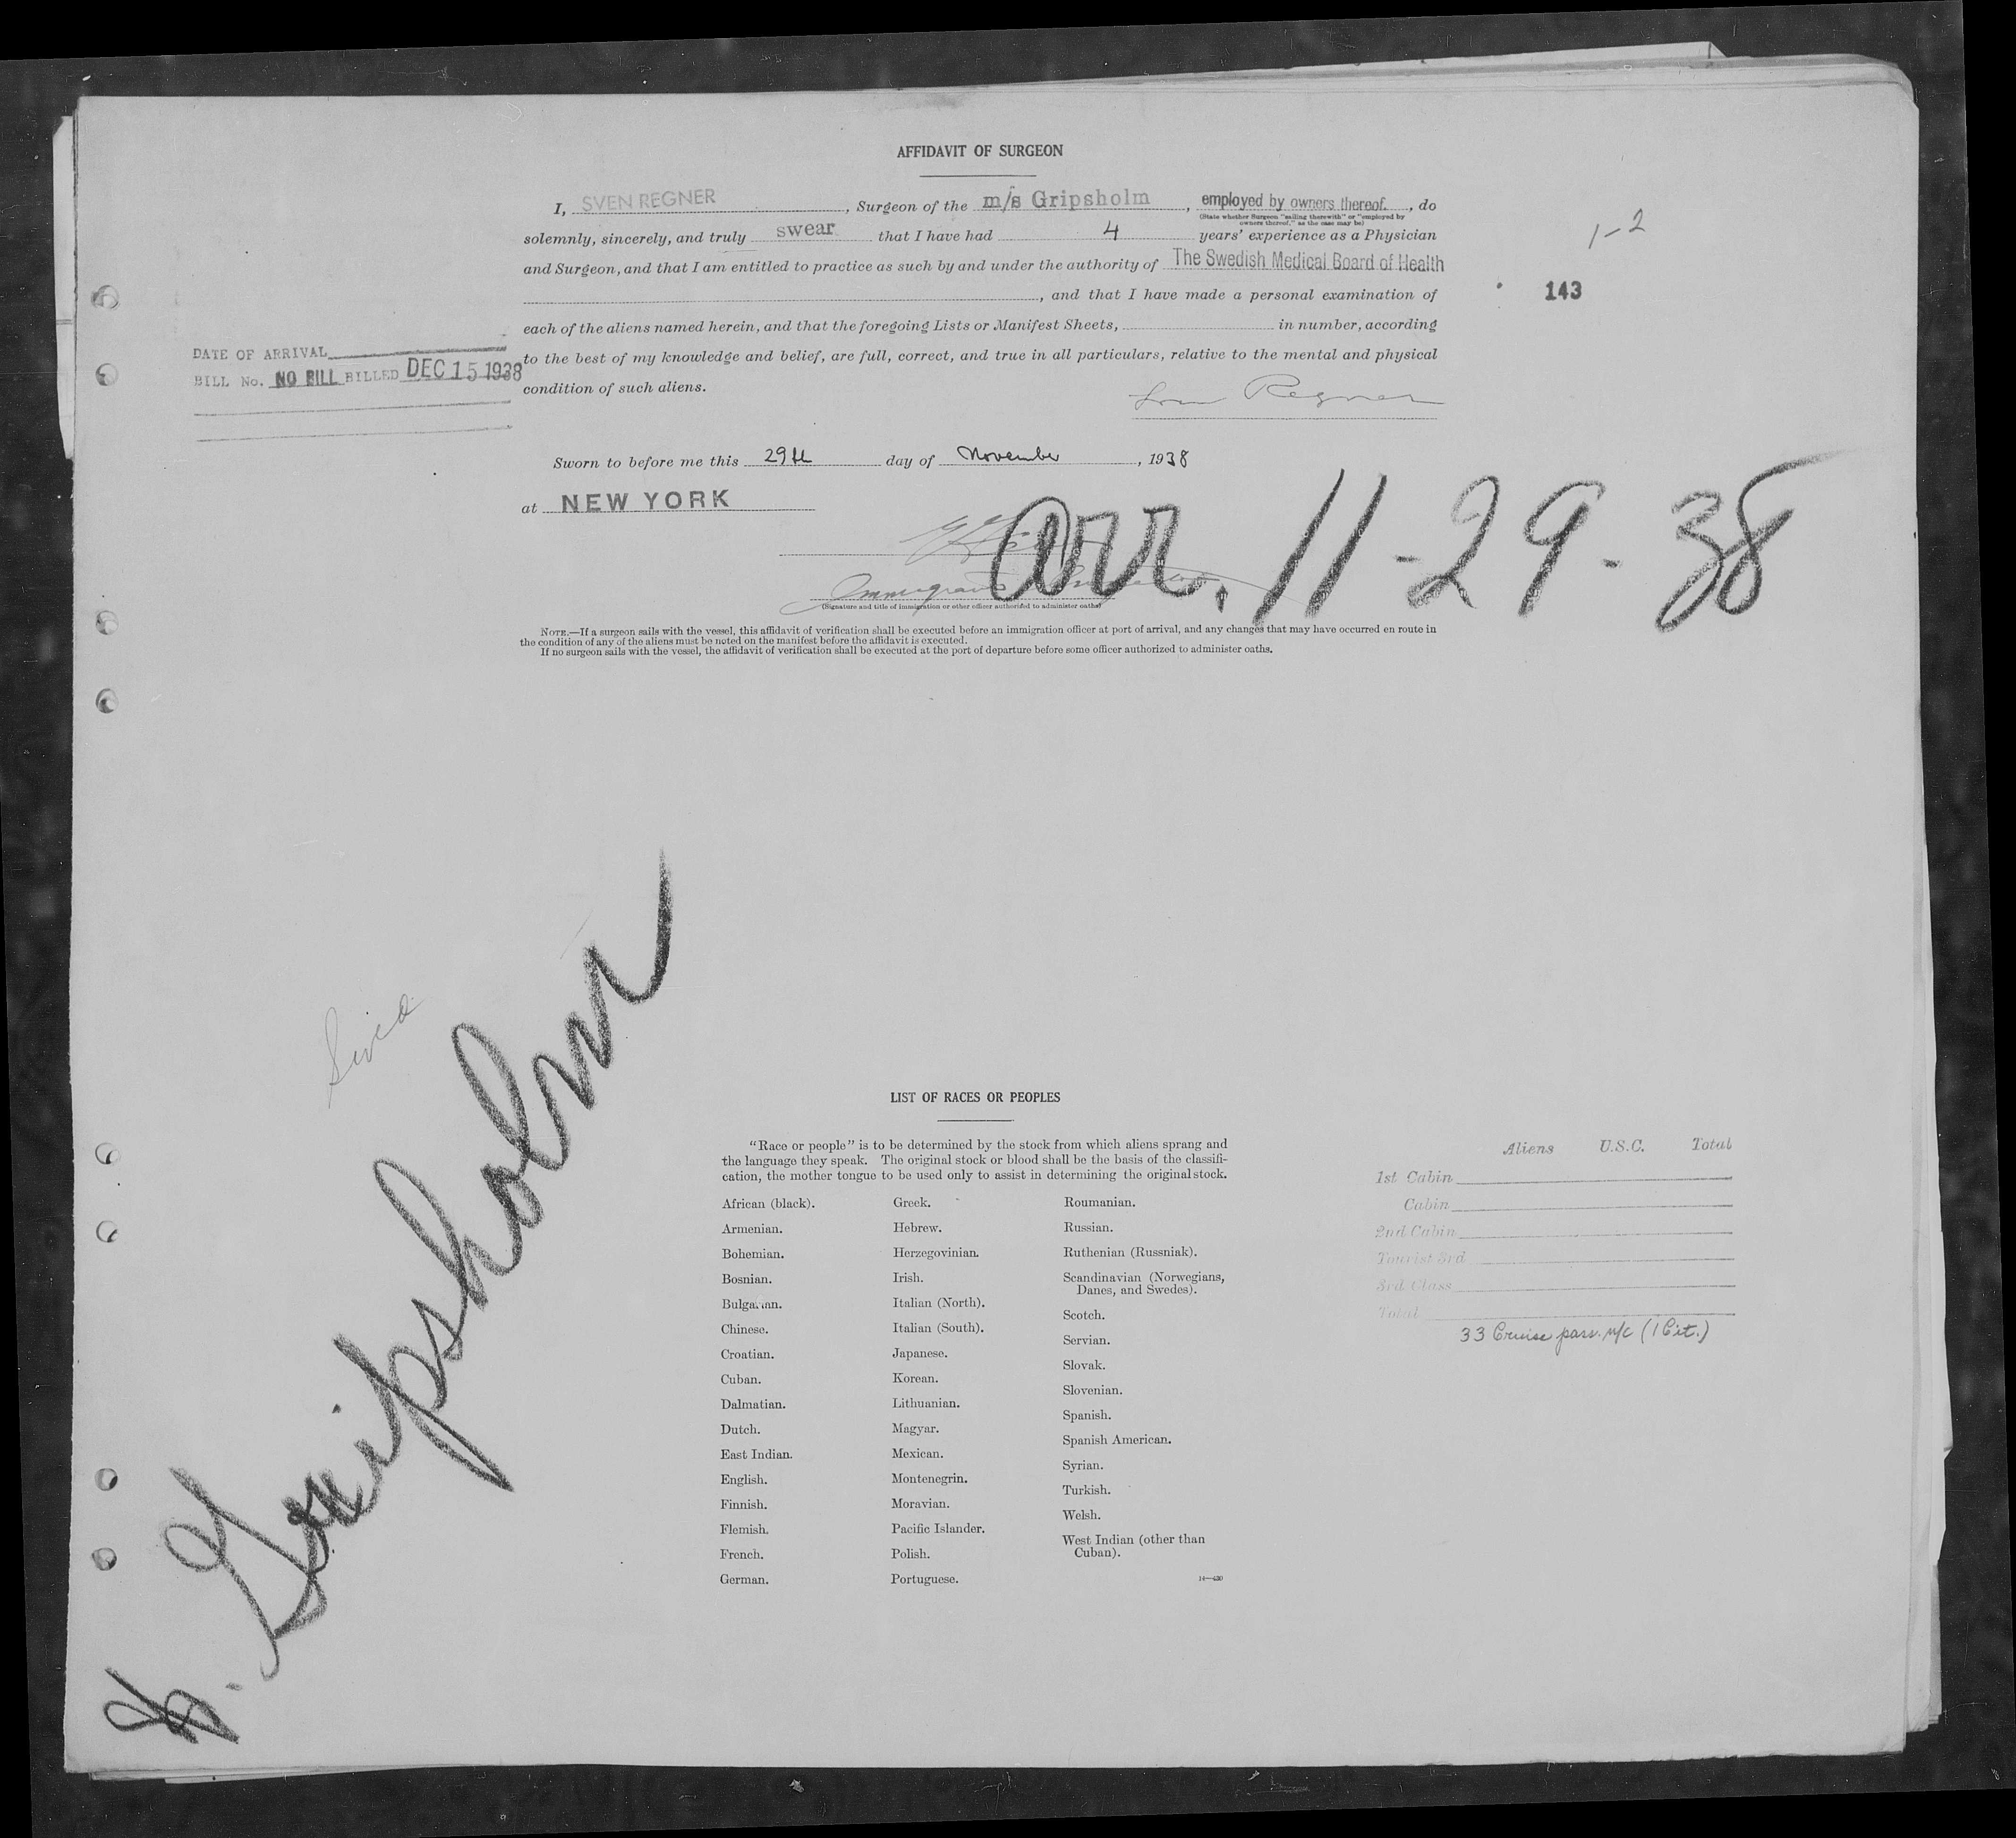 AFFIDAVIT OF SURGEON
I, SVEN REGNER, Surgeon of the m/s Gripsholm, employed by owners thereof., do
(State whether Surgeon "sailing therewith" or "employed by
owners thereof," as the case may be)
solemnly, sincerely, and truly swear that I have had 4 years' experience as a Physician
and Surgeon, and that I am entitled to practice as such by and under the authority of The Swedish Medical Board of Health
, and that I have made a personal examination of
each of the aliens named herein, and that the foregoing Lists or Manifest Sheets, in number, according
to the best of my knowledge and belief, are full, correct, and true in all particulars, relative to the mental and physical
condition of such aliens.
1-2
143
DATE OF ARRIVAL
BILL No. NO BILL BILLED DEC 15 1938
Sven Regner
Sworn to before me this 29th day of November, 1938
at NEW YORK
arr. 11-29-38
Immigrant Inspector
(Signature and title of immigration or other officer authorized to administer oaths)
NOTE.—If a surgeon sails with the vessel, this affidavit of verification shall be executed before an immigration officer at port of arrival, and any changes that may have occurred en route in
the condition of any of the aliens must be noted on the manifest before the affidavit is executed.
If no surgeon sails with the vessel, the affidavit of verification shall be executed at the port of departure before some officer authorized to administer oaths.
Gripsholm
LIST OF RACES OR PEOPLES
"Race or people" is to be determined by the stock from which aliens sprang and
the language they speak. The original stock or blood shall be the basis of the classifi-
cation, the mother tongue to be used only to assist in determining the original stock.
African (black).
Armenian.
Bohemian.
Bosnian.
Bulgarian.
Chinese.
Croatian.
Cuban.
Dalmatian.
Dutch.
East Indian.
English.
Finnish.
Flemish.
French.
German.
Greek.
Hebrew.
Herzegovinian.
Irish.
Italian (North).
Italian (South).
Japanese.
Korean.
Lithuanian.
Magyar.
Mexican.
Montenegrin.
Moravian.
Pacific Islander.
Polish.
Portuguese.
Roumanian.
Russian.
Ruthenian (Russniak).
Scandinavian (Norwegians,
Danes, and Swedes).
Scotch.
Servian.
Slovak.
Slovenian.
Spanish.
Spanish American.
Syrian.
Turkish.
Welsh.
West Indian (other than
Cuban).
Aliens U.S.C. Total
1st Cabin
Cabin
2nd Cabin
Tourist 3rd
3rd Class
Total
33 Cruise pass. n/c (1 Cit.)